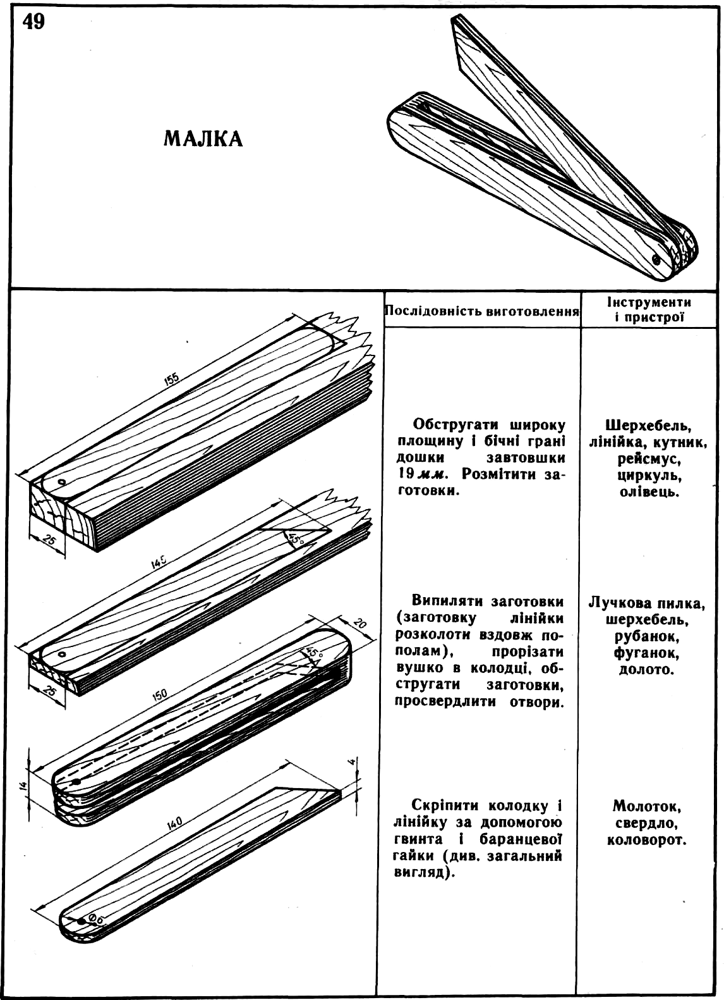 49
МАЛКА
Послідовність виготовлення
Інструменти
і пристрої
155
25
Обстругати широку
площину і бічні грані
дошки завтовшки
19 мм. Розмітити за-
готовки.
Шерхебель,
лінійка, кутник,
рейсмус,
циркуль,
олівець.
145
45°
25
Випиляти заготовки
(заготовку лінійки
розколоти вздовж по-
полам), прорізати
вушко в колодці, об-
стругати заготовки,
просвердлити отвори.
Лучкова пилка,
шерхебель,
рубанок,
фуганок,
долото.
20
45°
150
14
4
140
Ф6
Скріпити колодку і
лінійку за допомогою
гвинта і баранцевої
гайки (див. загальний
вигляд).
Молоток,
свердло,
коловорот.